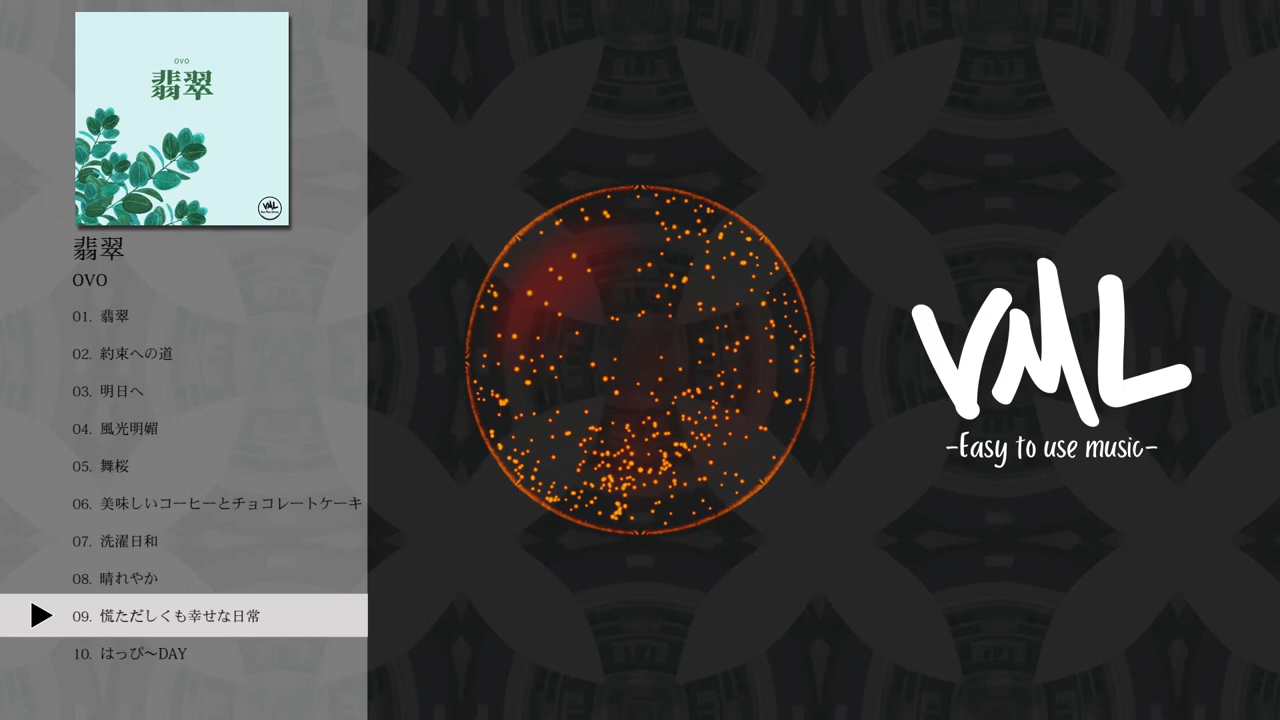 OVO
翡翠
VML
翡翠
OVO
01. 翡翠
02. 約束への道
03. 明日へ
04. 風光明媚
05. 舞桜
06. 美味しいコーヒーとチョコレートケーキ
07. 洗濯日和
08. 晴れやか
09. 慌ただしくも幸せな日常
10. はっぴ〜DAY
VML
-Easy to use music-